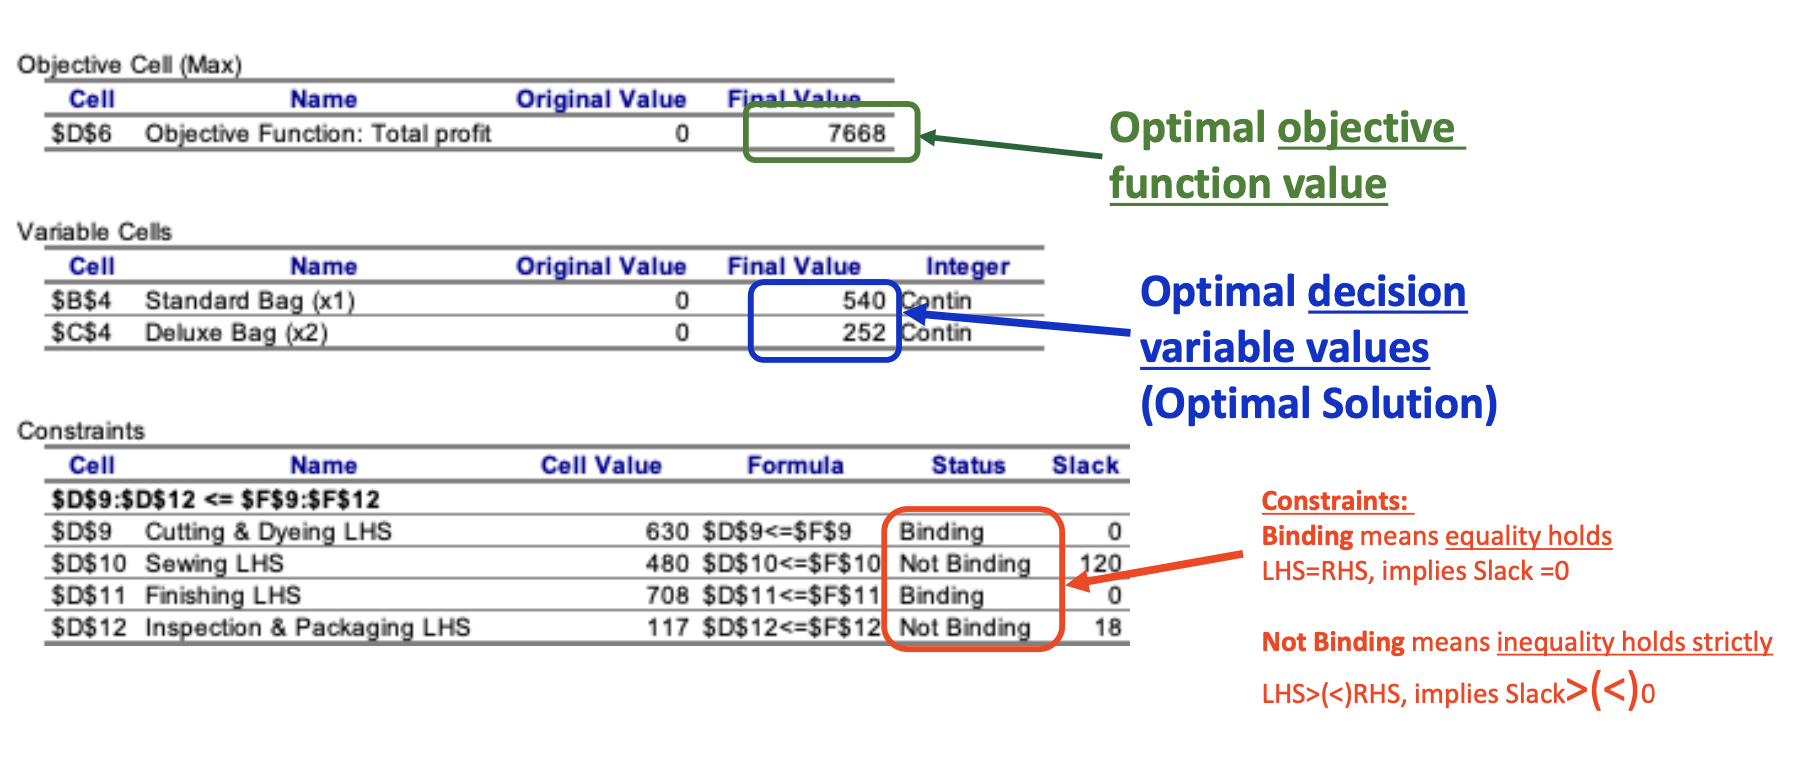 Objective Cell (Max)
Cell Name Original Value Final Value
$D$6 Objective Function: Total profit 0 7668
Optimal objective
function value
Variable Cells
Cell Name Original Value Final Value Integer
$B$4 Standard Bag (x1) 0 540 Contin
$C$4 Deluxe Bag (x2) 0 252 Contin
Optimal decision
variable values
(Optimal Solution)
Constraints
Cell Name Cell Value Formula Status Slack
$D$9:$D$12 <= $F$9:$F$12
$D$9 Cutting & Dyeing LHS 630 $D$9<=$F$9 Binding 0
$D$10 Sewing LHS 480 $D$10<=$F$10 Not Binding 120
$D$11 Finishing LHS 708 $D$11<=$F$11 Binding 0
$D$12 Inspection & Packaging LHS 117 $D$12<=$F$12 Not Binding 18
Constraints:
Binding means equality holds
LHS=RHS, implies Slack =0
Not Binding means inequality holds strictly
LHS>(<)RHS, implies Slack>(<)0